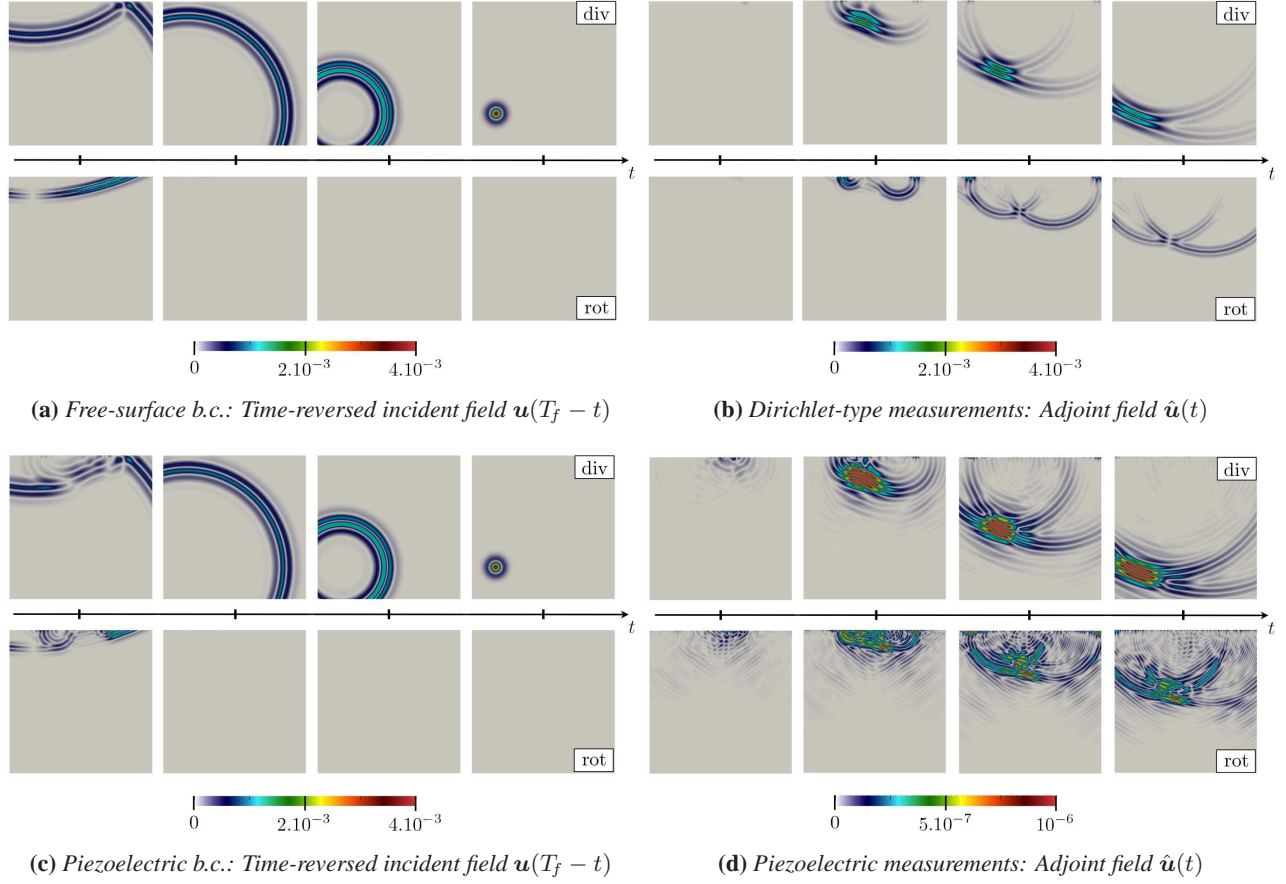 div
t
rot
0 2.10⁻³ 4.10⁻³
(a) Free-surface b.c.: Time-reversed incident field u(T_f − t)
div
t
rot
0 2.10⁻³ 4.10⁻³
(b) Dirichlet-type measurements: Adjoint field û(t)
div
t
rot
0 2.10⁻³ 4.10⁻³
(c) Piezoelectric b.c.: Time-reversed incident field u(T_f − t)
div
t
rot
0 5.10⁻⁷ 10⁻⁶
(d) Piezoelectric measurements: Adjoint field û(t)